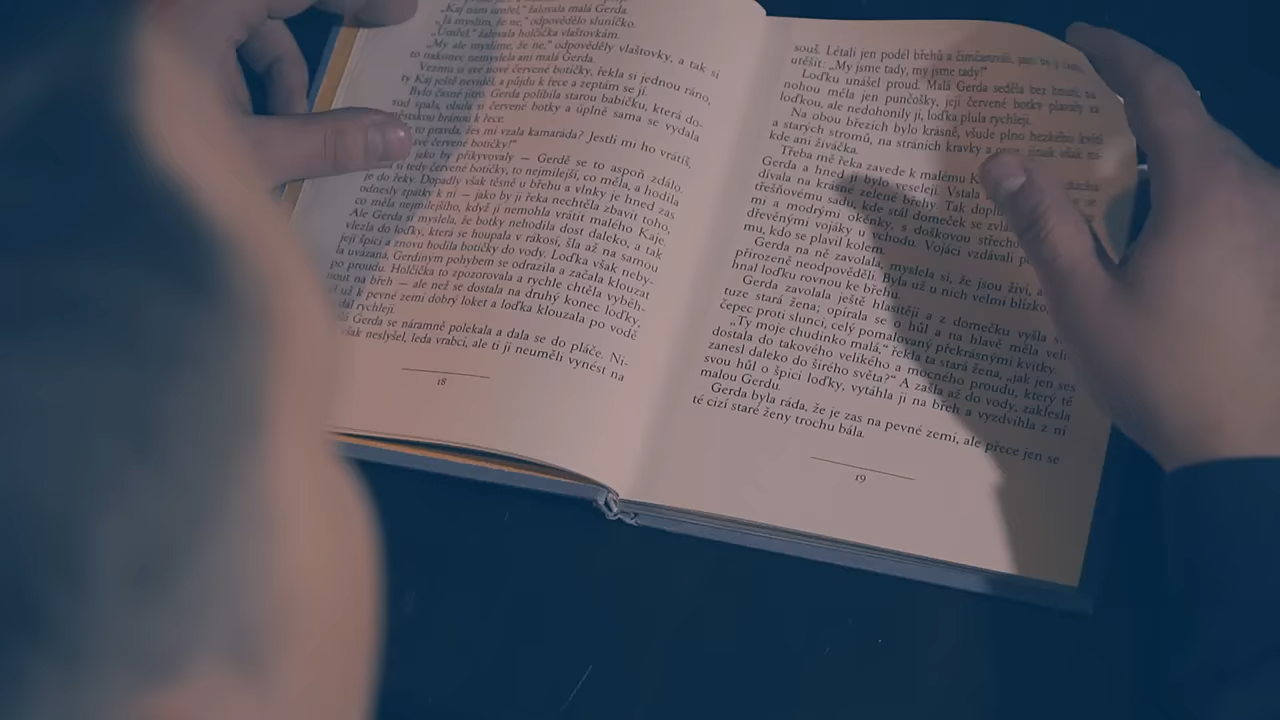 „Kaj nám umřel,“ žalovala malá Gerda.
„Já myslím, že ne,“ odpovědělo sluníčko.
„Umřel,“ žalovala holčička vlaštovkám.
„My ale myslíme, že ne,“ odpověděly vlaštovky, a tak si
to nakonec nemyslela ani malá Gerda.
Vezmu si své nové červené botičky, řekla si jednou ráno,
ty Kaj ještě neviděl, a půjdu k řece a zeptám se jí.
Bylo časné jitro. Gerda políbila starou babičku, která do-
sud spala, obula si červené botky a úplně sama se vydala
městskou bránou k řece.
to pravda, žes mi vzala kamaráda? Jestli mi ho vrátíš,
své červené botičky!“
jako by přikyvovaly — Gerdě se to aspoň zdálo.
si tedy červené botičky, to nejmilejší, co měla, a hodila
je do řeky. Dopadly však těsně u břehu a vlnky je hned zas
odnesly zpátky k ní — jako by jí řeka nechtěla zbavit toho,
co měla nejmilejšího, když jí nemohla vrátit malého Kaje.
Ale Gerda si myslela, že botky nehodila dost daleko, a tak
vlezla do loďky, která se houpala v rákosí, šla až na samou
její špici a znovu hodila botičky do vody. Loďka však neby-
la uvázaná, Gerdiným pohybem se odrazila a začala klouzat
po proudu. Holčička to zpozorovala a rychle chtěla vyběh-
nout na břeh — ale než se dostala na druhý konec loďky,
už k pevné zemi dobrý loket a loďka klouzala po vodě
dál rychleji.
Gerda se náramně polekala a dala se do pláče. Ni-
však neslyšel, leda vrabci, ale ti ji neuměli vynést na
18
souš. Létali jen podél břehů a čimčarovali,
utěšit: „My jsme tady, my jsme tady!“
Loďku unášel proud. Malá Gerda seděla bez hnutí, na
nohou měla jen punčošky, její červené botky plavaly za
loďkou, ale nedohonily ji, loďka plula rychleji.
Na obou březích bylo krásně, všude plno hezkého kvítí
a starých stromů, na stráních kravky a
kde ani živáčka.
Třeba mě řeka zavede k malému
Gerda a hned jí bylo veseleji. Vstala
dívala na krásné zelené břehy. Tak
třešňovému sadu, kde stál domeček se
mi a modrými okénky, s doškovou
dřevěnými vojáky u vchodu. Vojáci vzdávali
mu, kdo se plavil kolem.
Gerda na ně zavolala, myslela si, že jsou živí,
přirozeně neodpověděli. Byla už u nich velmi blízko,
hnal loďku rovnou ke břehu.
Gerda zavolala ještě hlasitěji a z domečku vyšla
tuze stará žena; opírala se o hůl a na hlavě měla
čepec proti slunci, celý pomalovaný překrásnými kvítky.
„Ty moje chudinko malá,“ řekla ta stará žena, „jak jen ses
dostala do takového velikého a mocného proudu, který tě
zanesl daleko do širého světa?“ A zašla až do vody, zaklesla
svou hůl o špici loďky, vytáhla ji na břeh a vyzdvihla z ní
malou Gerdu.
Gerda byla ráda, že je zas na pevné zemi, ale přece jen se
té cizí staré ženy trochu bála.
19